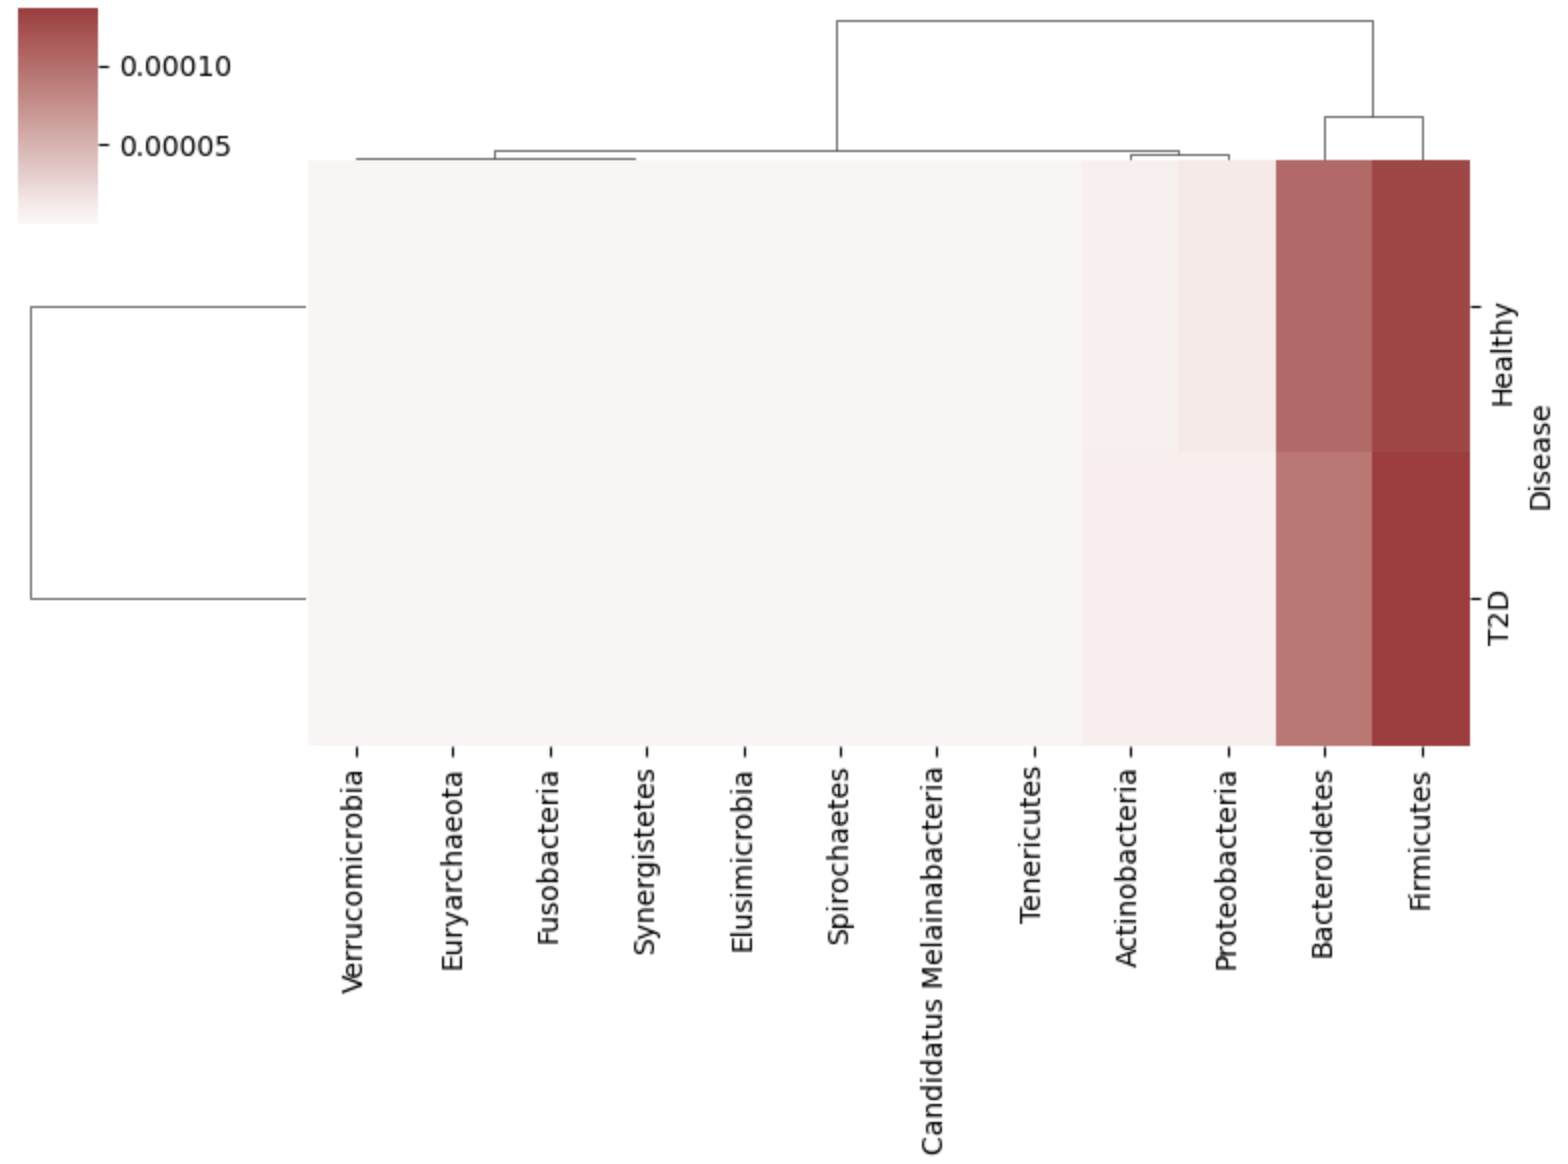 0.00010
0.00005
Healthy
T2D
Disease
Verrucomicrobia
Euryarchaeota
Fusobacteria
Synergistetes
Elusimicrobia
Spirochaetes
Candidatus Melainabacteria
Tenericutes
Actinobacteria
Proteobacteria
Bacteroidetes
Firmicutes